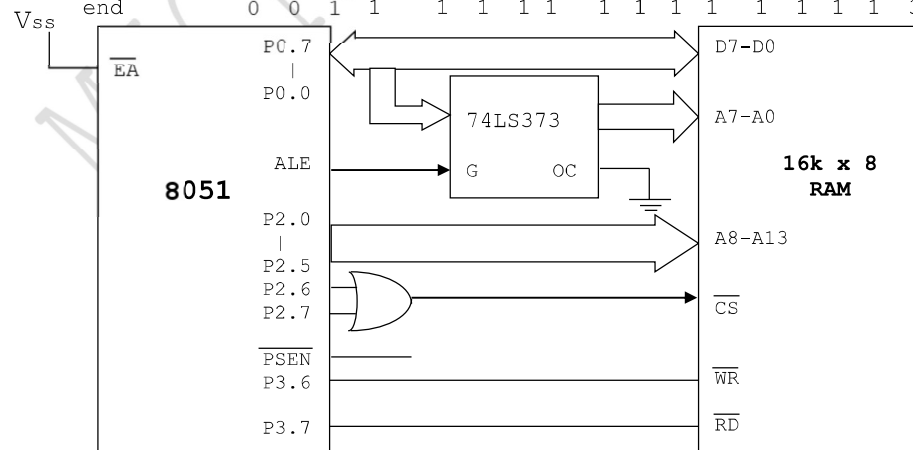 end 0 0 1 1 1 1 1 1 1 1 1 1 1 1 1 1
Vss
EA
P0.7
|
P0.0
ALE
8051
P2.0
|
P2.5
P2.6
P2.7
PSEN
P3.6
P3.7
74LS373
G OC
D7-D0
A7-A0
16k x 8
RAM
A8-A13
CS
WR
RD